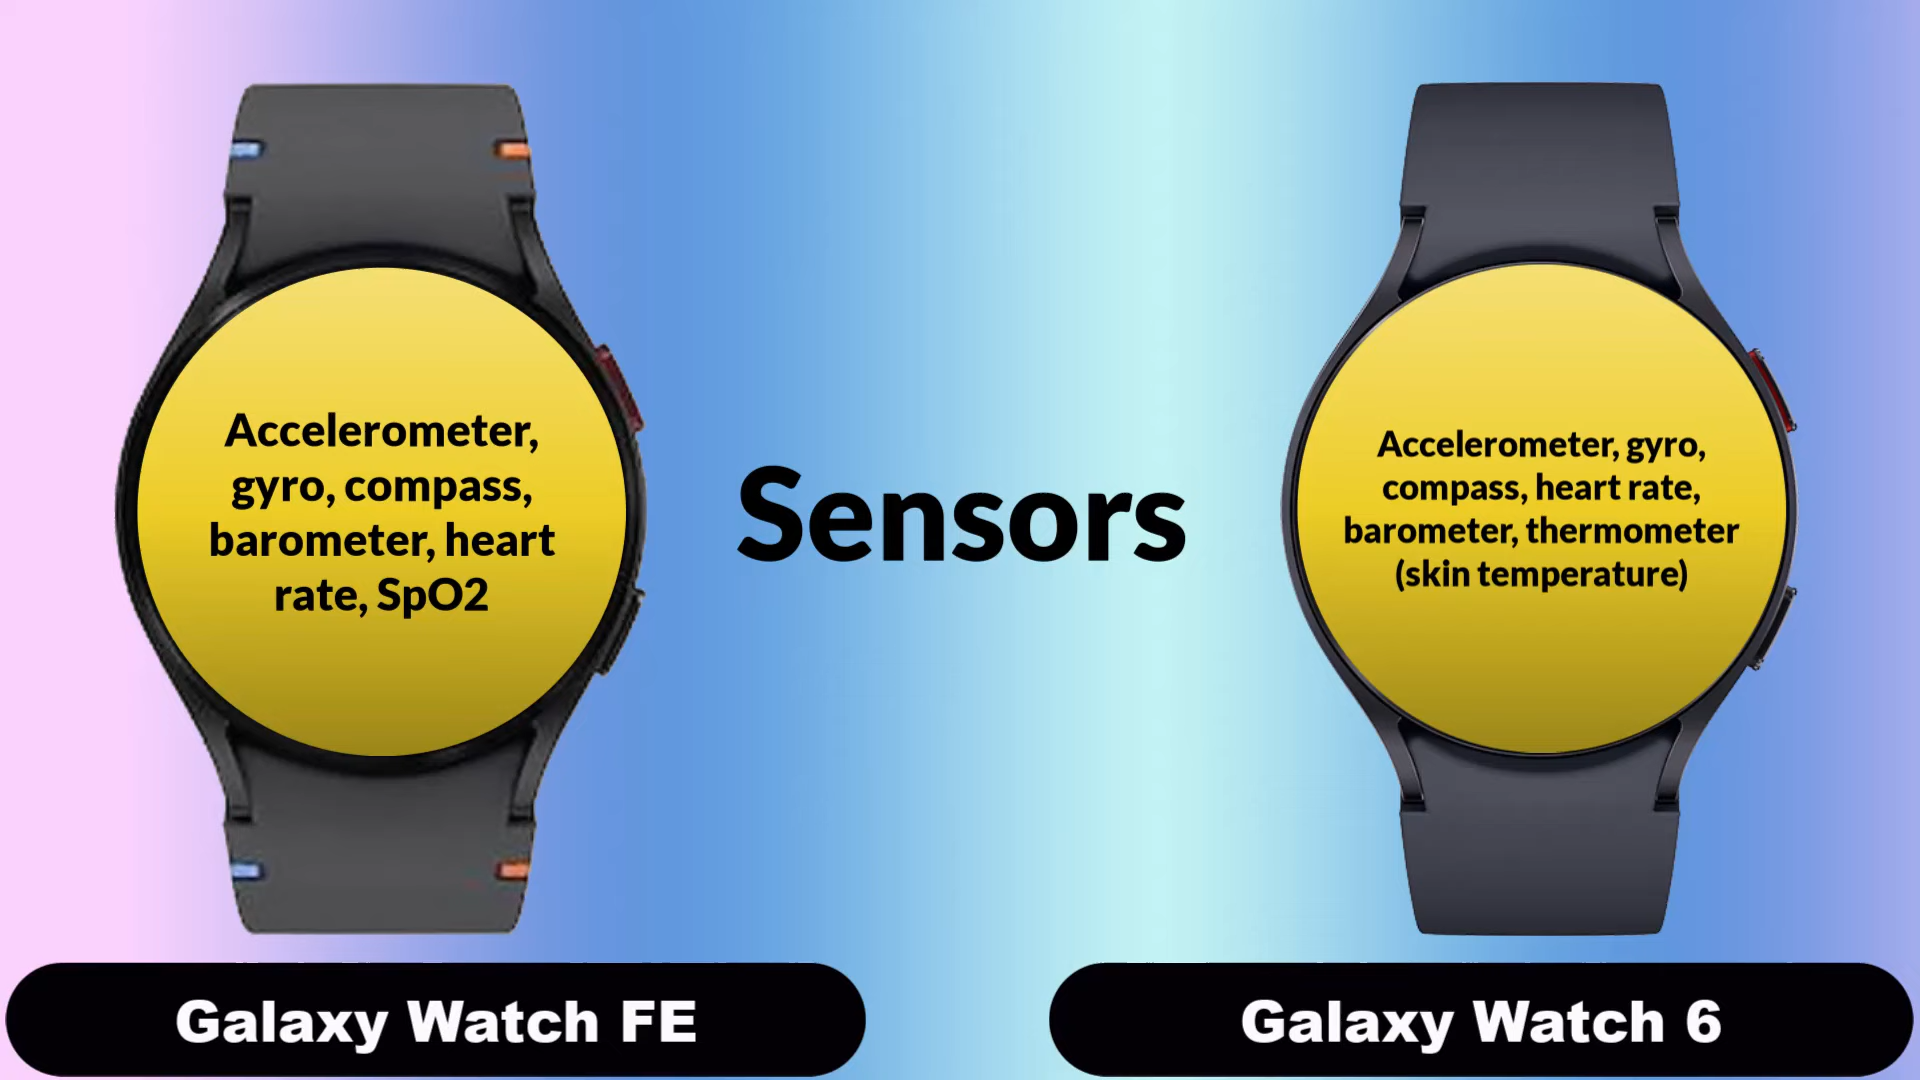 Accelerometer,
gyro, compass,
barometer, heart
rate, SpO2
Sensors
Accelerometer, gyro,
compass, heart rate,
barometer, thermometer
(skin temperature)
Galaxy Watch FE
Galaxy Watch 6